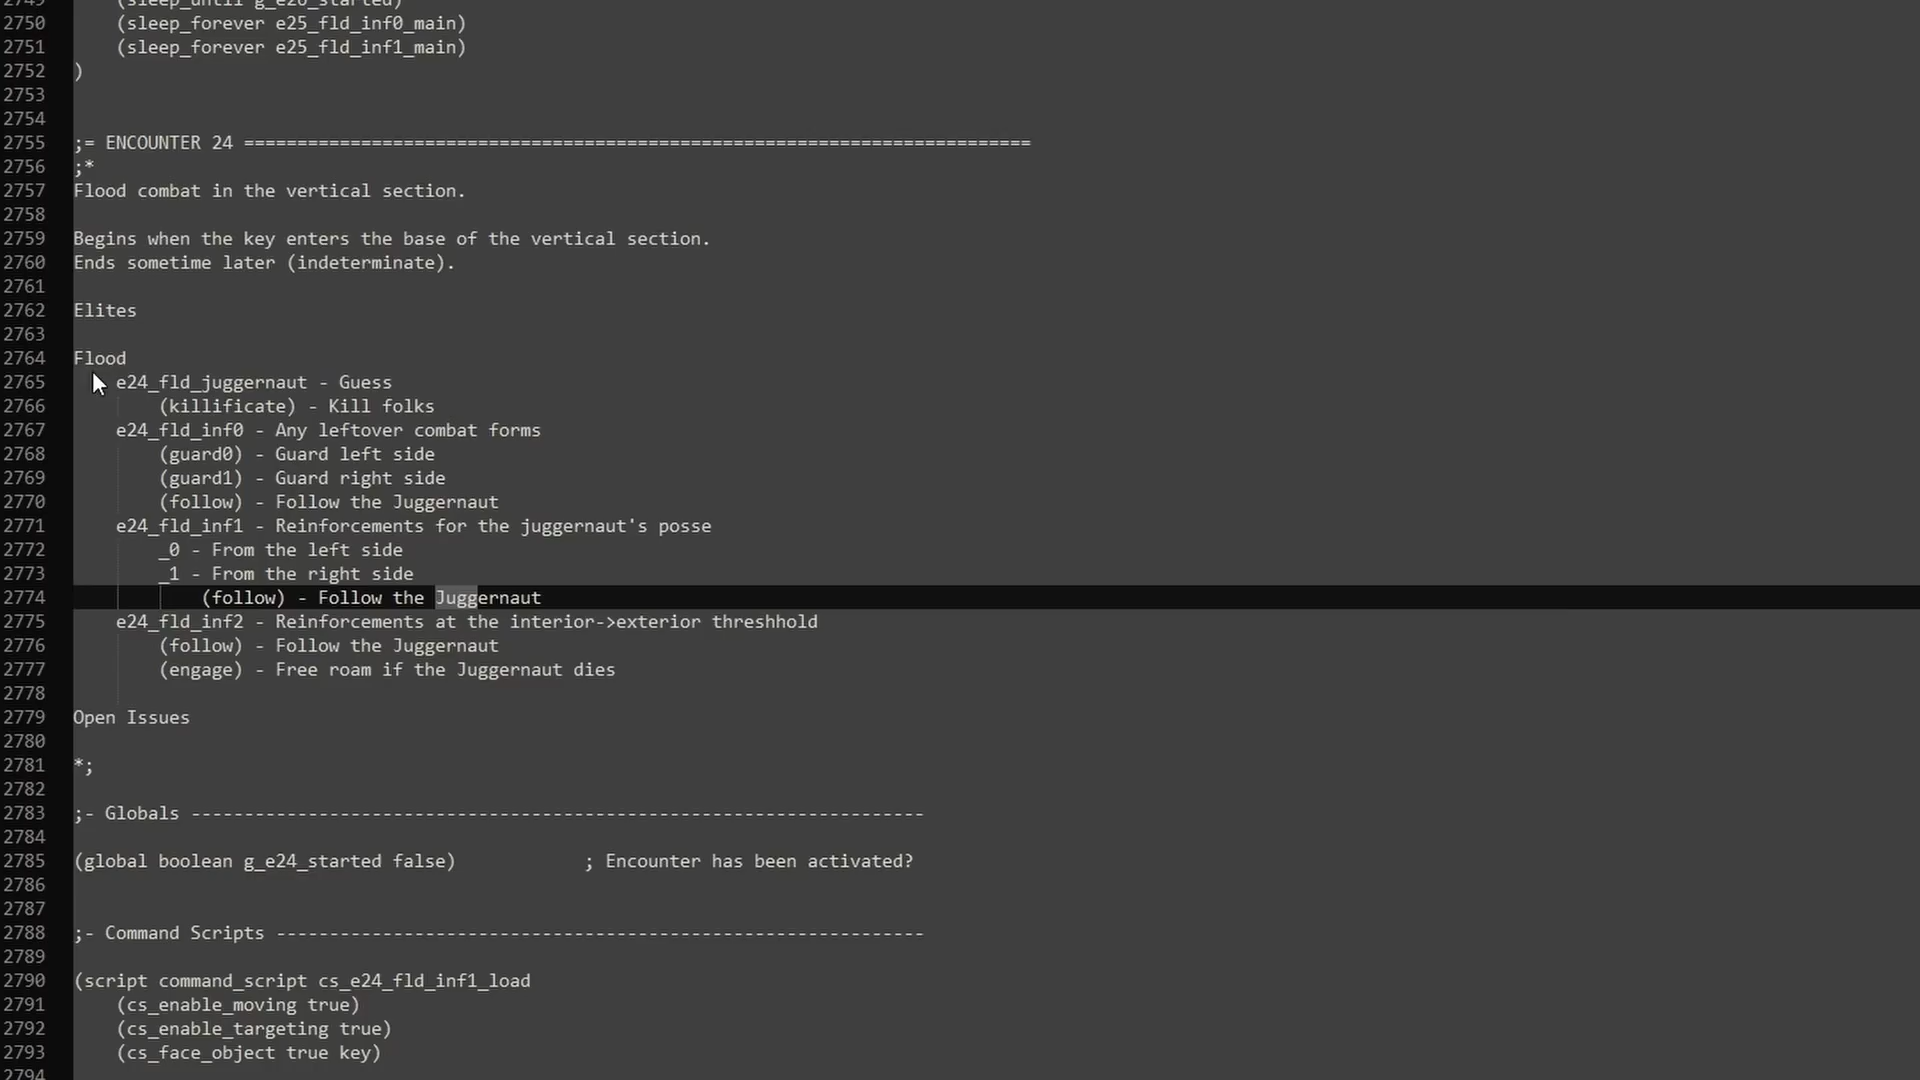 2749 (sleep_until g_e26_started)
2750 (sleep_forever e25_fld_inf0_main)
2751 (sleep_forever e25_fld_inf1_main)
2752 )
2753
2754
2755 ;= ENCOUNTER 24 ==========================================================================
2756 ;*
2757 Flood combat in the vertical section.
2758
2759 Begins when the key enters the base of the vertical section.
2760 Ends sometime later (indeterminate).
2761
2762 Elites
2763
2764 Flood
2765 e24_fld_juggernaut - Guess
2766 (killificate) - Kill folks
2767 e24_fld_inf0 - Any leftover combat forms
2768 (guard0) - Guard left side
2769 (guard1) - Guard right side
2770 (follow) - Follow the Juggernaut
2771 e24_fld_inf1 - Reinforcements for the juggernaut's posse
2772 _0 - From the left side
2773 _1 - From the right side
2774 (follow) - Follow the Juggernaut
2775 e24_fld_inf2 - Reinforcements at the interior->exterior threshhold
2776 (follow) - Follow the Juggernaut
2777 (engage) - Free roam if the Juggernaut dies
2778
2779 Open Issues
2780
2781 *;
2782
2783 ;- Globals ---------------------------------------------------------------------
2784
2785 (global boolean g_e24_started false) ; Encounter has been activated?
2786
2787
2788 ;- Command Scripts -------------------------------------------------------------
2789
2790 (script command_script cs_e24_fld_inf1_load
2791 (cs_enable_moving true)
2792 (cs_enable_targeting true)
2793 (cs_face_object true key)
2794